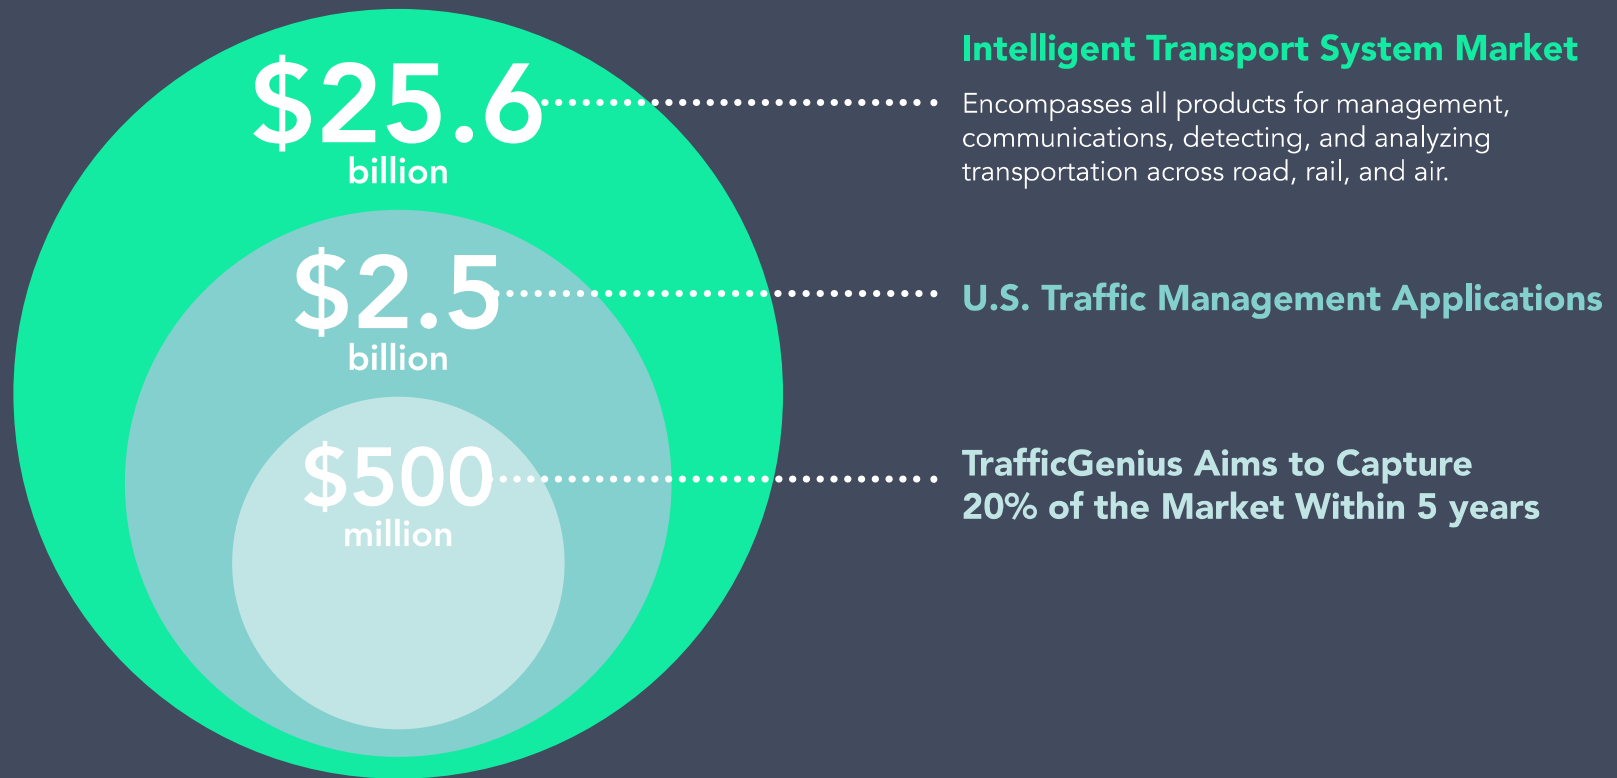 $25.6
billion
Intelligent Transport System Market
Encompasses all products for management,
communications, detecting, and analyzing
transportation across road, rail, and air.
$2.5
billion
U.S. Traffic Management Applications
$500
million
TrafficGenius Aims to Capture
20% of the Market Within 5 years